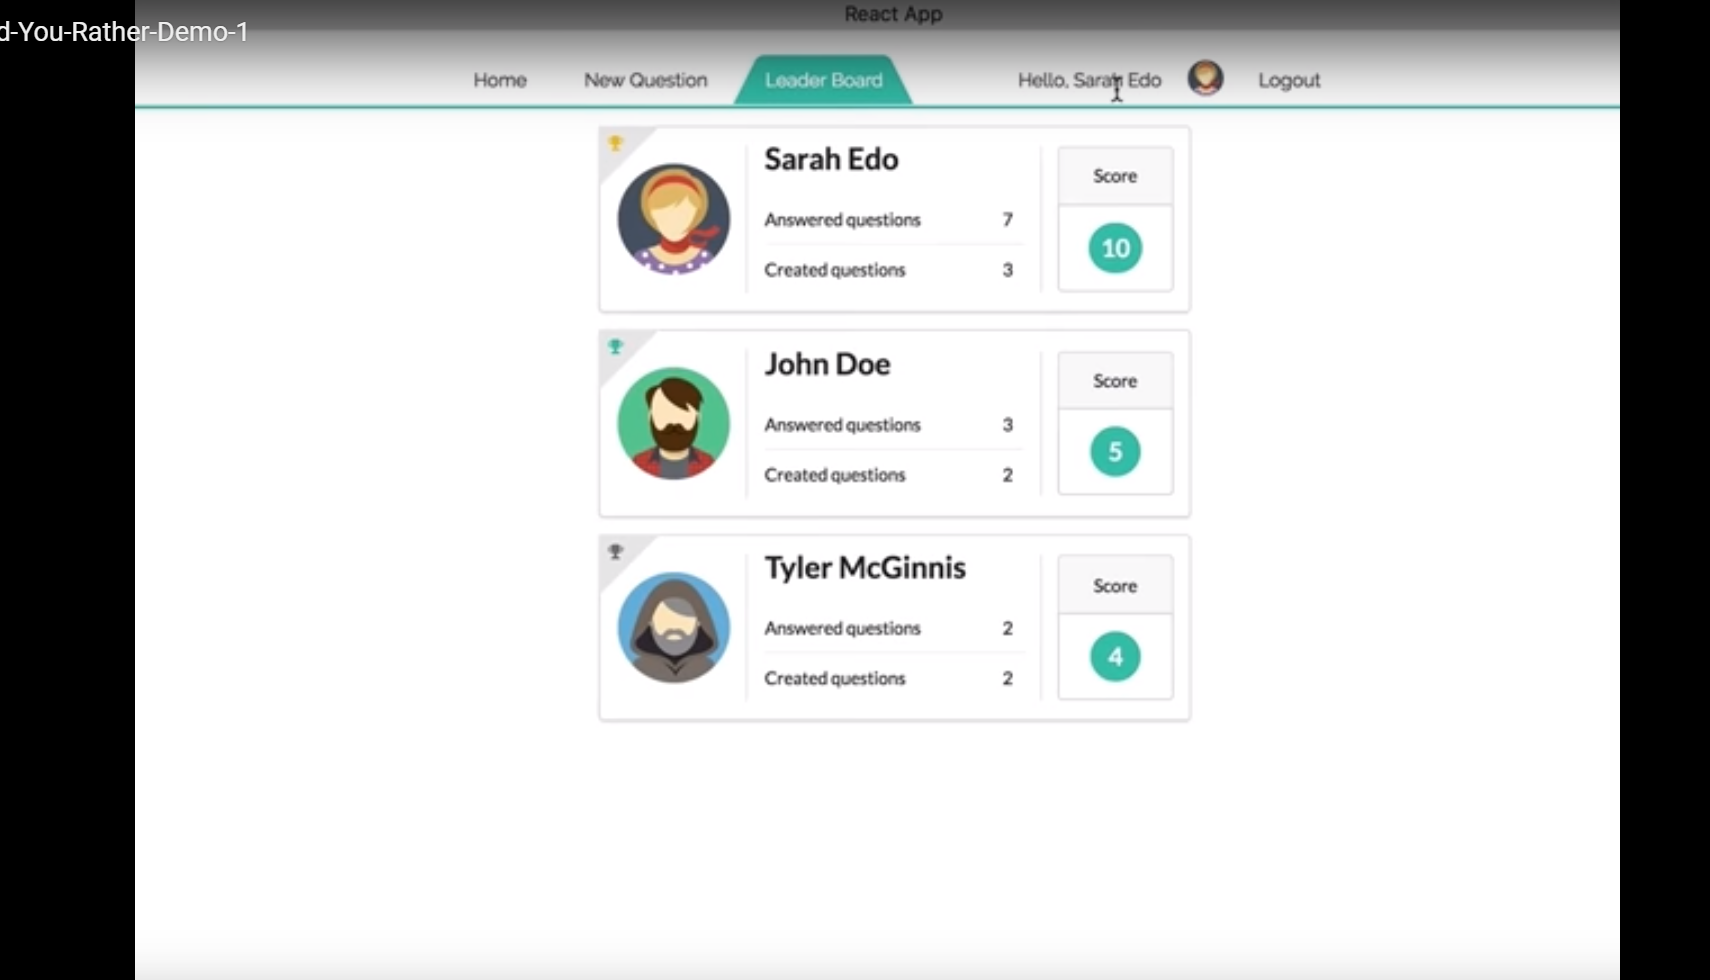 React App
d-You-Rather-Demo-1
Home New Question Leader Board Hello, Sarah Edo Logout
Sarah Edo
Score
Answered questions 7
10
Created questions 3
John Doe
Score
Answered questions 3
5
Created questions 2
Tyler McGinnis
Score
Answered questions 2
4
Created questions 2